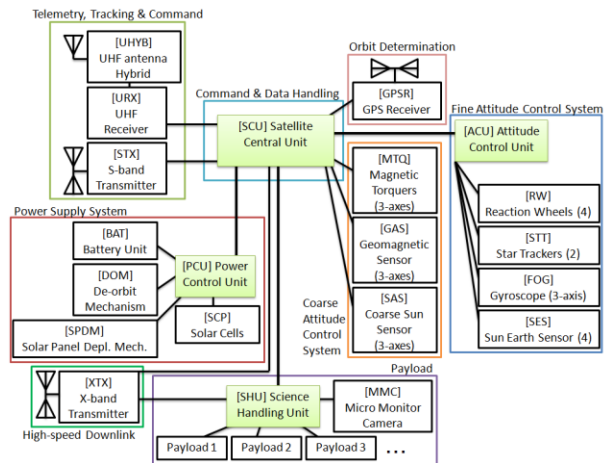 Telemetry, Tracking & Command
[UHYB]
UHF antenna
Hybrid
[URX]
UHF
Receiver
[STX]
S-band
Transmitter
Orbit Determination
[GPSR]
GPS Receiver
Command & Data Handling
[SCU] Satellite
Central Unit
Fine Attitude Control System
[ACU] Attitude
Control Unit
[RW]
Reaction Wheels (4)
[STT]
Star Trackers (2)
[FOG]
Gyroscope (3-axis)
[SES]
Sun Earth Sensor (4)
[MTQ]
Magnetic
Torquers
(3-axes)
[GAS]
Geomagnetic
Sensor
(3-axes)
[SAS]
Coarse Sun
Sensor
(3-axes)
Coarse
Attitude
Control
System
Power Supply System
[BAT]
Battery Unit
[DOM]
De-orbit
Mechanism
[SPDM]
Solar Panel Depl. Mech.
[PCU] Power
Control Unit
[SCP]
Solar Cells
[XTX]
X-band
Transmitter
High-speed Downlink
Payload
[SHU] Science
Handling Unit
[MMC]
Micro Monitor
Camera
Payload 1
Payload 2
Payload 3
...